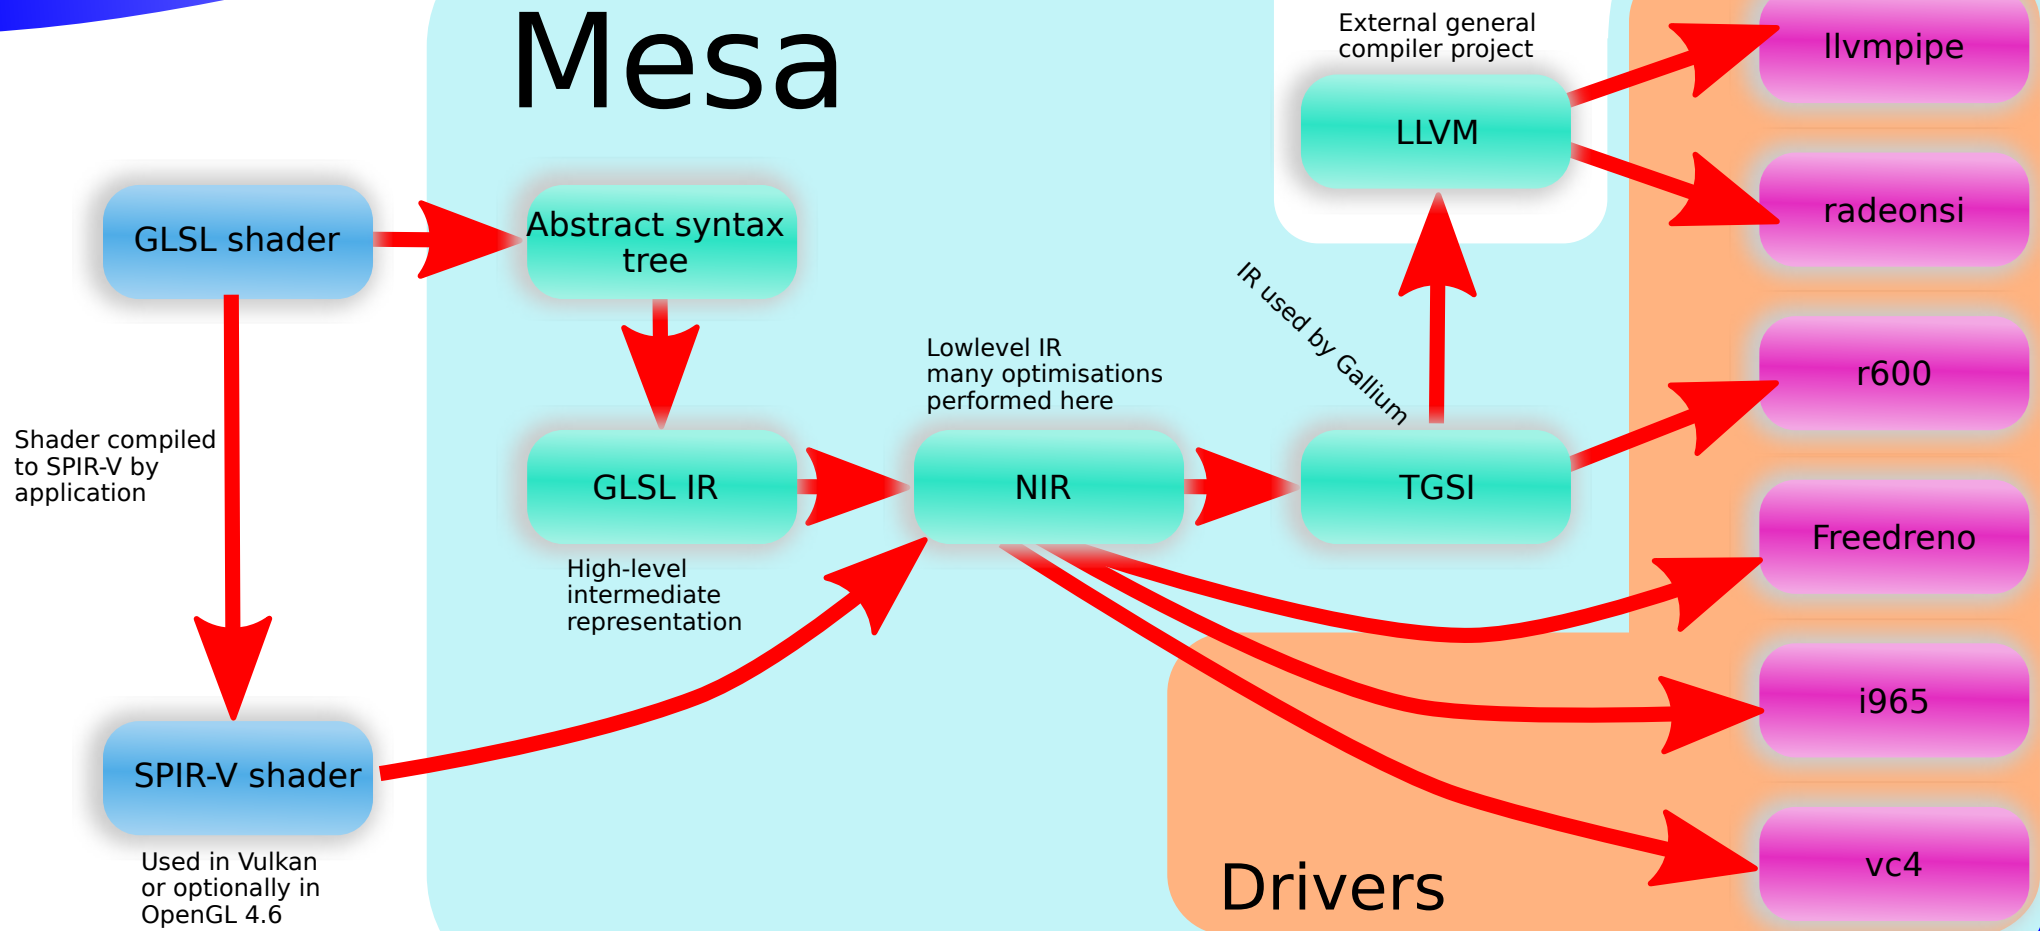 Mesa
External general
compiler project
llvmpipe
LLVM
radeonsi
GLSL shader
Abstract syntax
tree
IR used by Gallium
r600
Lowlevel IR
many optimisations
performed here
Shader compiled
to SPIR-V by
application
GLSL IR
NIR
TGSI
Freedreno
High-level
intermediate
representation
i965
SPIR-V shader
Used in Vulkan
or optionally in
OpenGL 4.6
Drivers
vc4